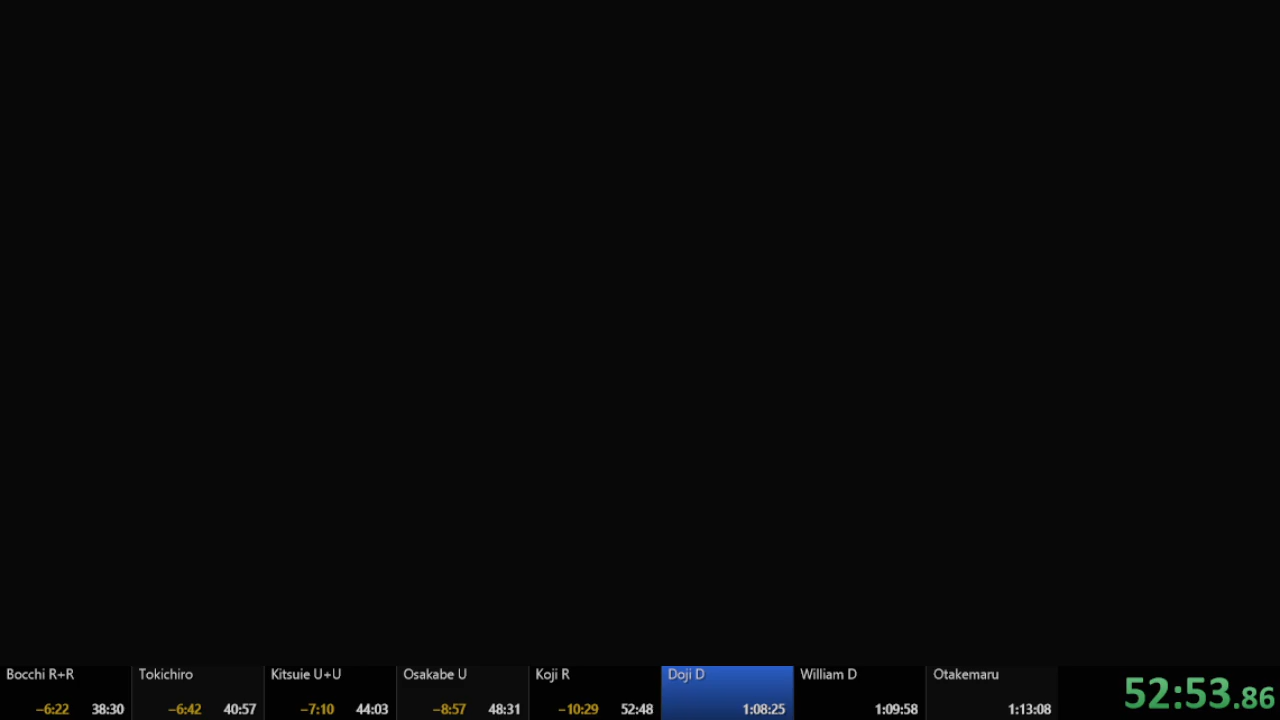 Bocchi R+R
−6:22 38:30
Tokichiro
−6:42 40:57
Kitsuie U+U
−7:10 44:03
Osakabe U
−8:57 48:31
Koji R
−10:29 52:48
Doji D
1:08:25
William D
1:09:58
Otakemaru
1:13:08
52:53.86